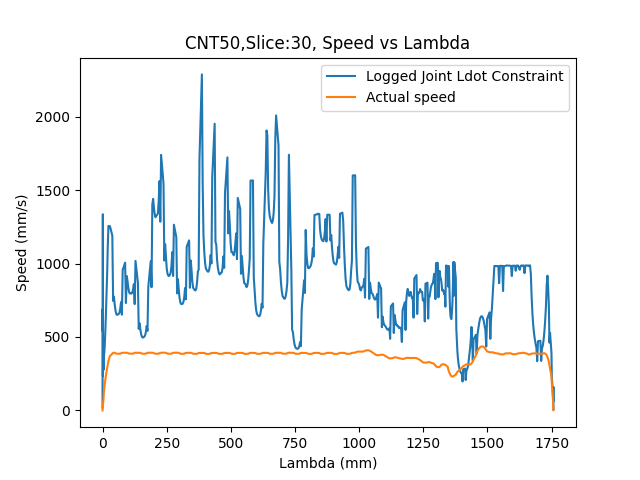 CNT50,Slice:30, Speed vs Lambda
Logged Joint Ldot Constraint
Actual speed
Speed (mm/s)
2000
1500
1000
500
0
0 250 500 750 1000 1250 1500 1750
Lambda (mm)